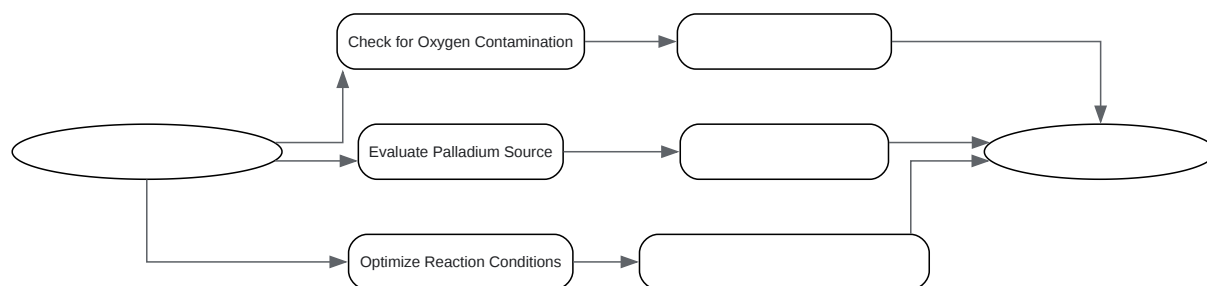 Check for Oxygen Contamination
Evaluate Palladium Source
Optimize Reaction Conditions